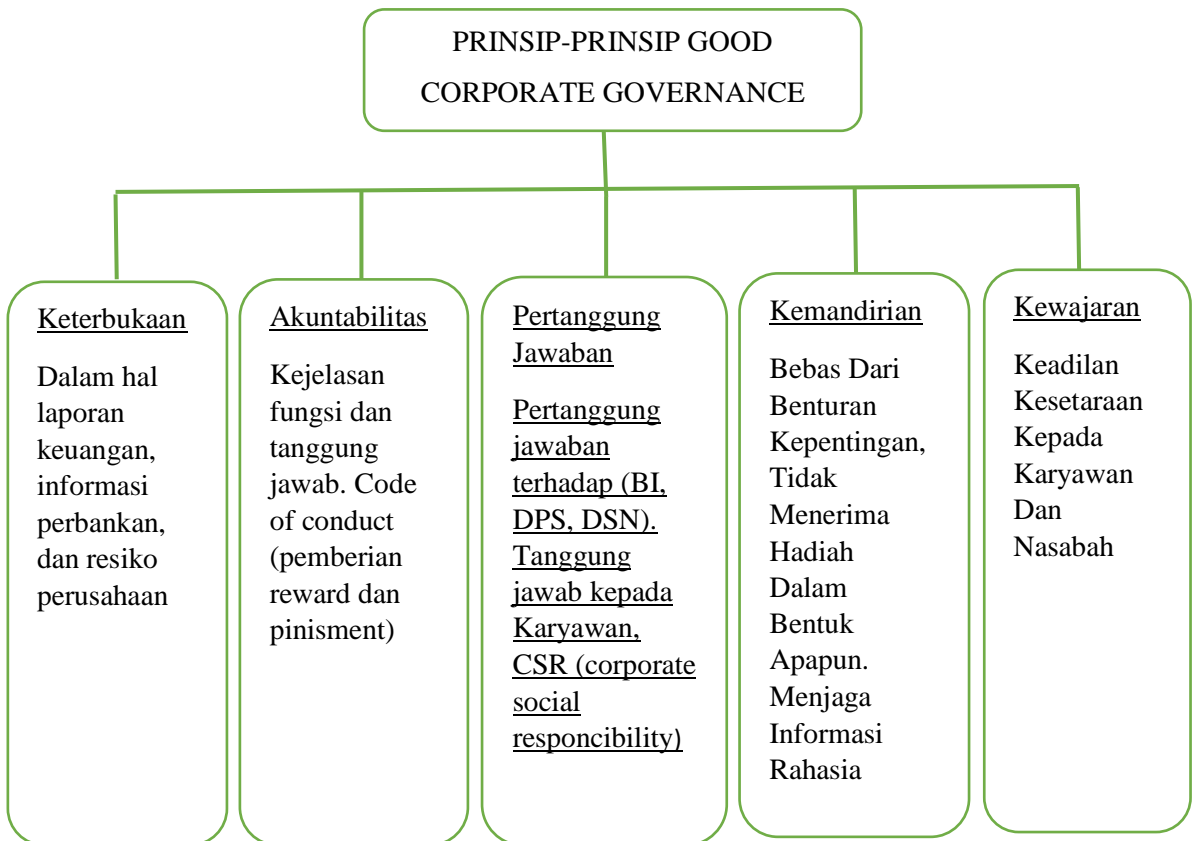 PRINSIP-PRINSIP GOOD
CORPORATE GOVERNANCE
Keterbukaan
Dalam hal
laporan
keuangan,
informasi
perbankan,
dan resiko
perusahaan
Akuntabilitas
Kejelasan
fungsi dan
tanggung
jawab. Code
of conduct
(pemberian
reward dan
pinisment)
Pertanggung
Jawaban
Pertanggung
jawaban
terhadap (BI,
DPS, DSN).
Tanggung
jawab kepada
Karyawan,
CSR (corporate
social
responcibility)
Kemandirian
Bebas Dari
Benturan
Kepentingan,
Tidak
Menerima
Hadiah
Dalam
Bentuk
Apapun.
Menjaga
Informasi
Rahasia
Kewajaran
Keadilan
Kesetaraan
Kepada
Karyawan
Dan
Nasabah